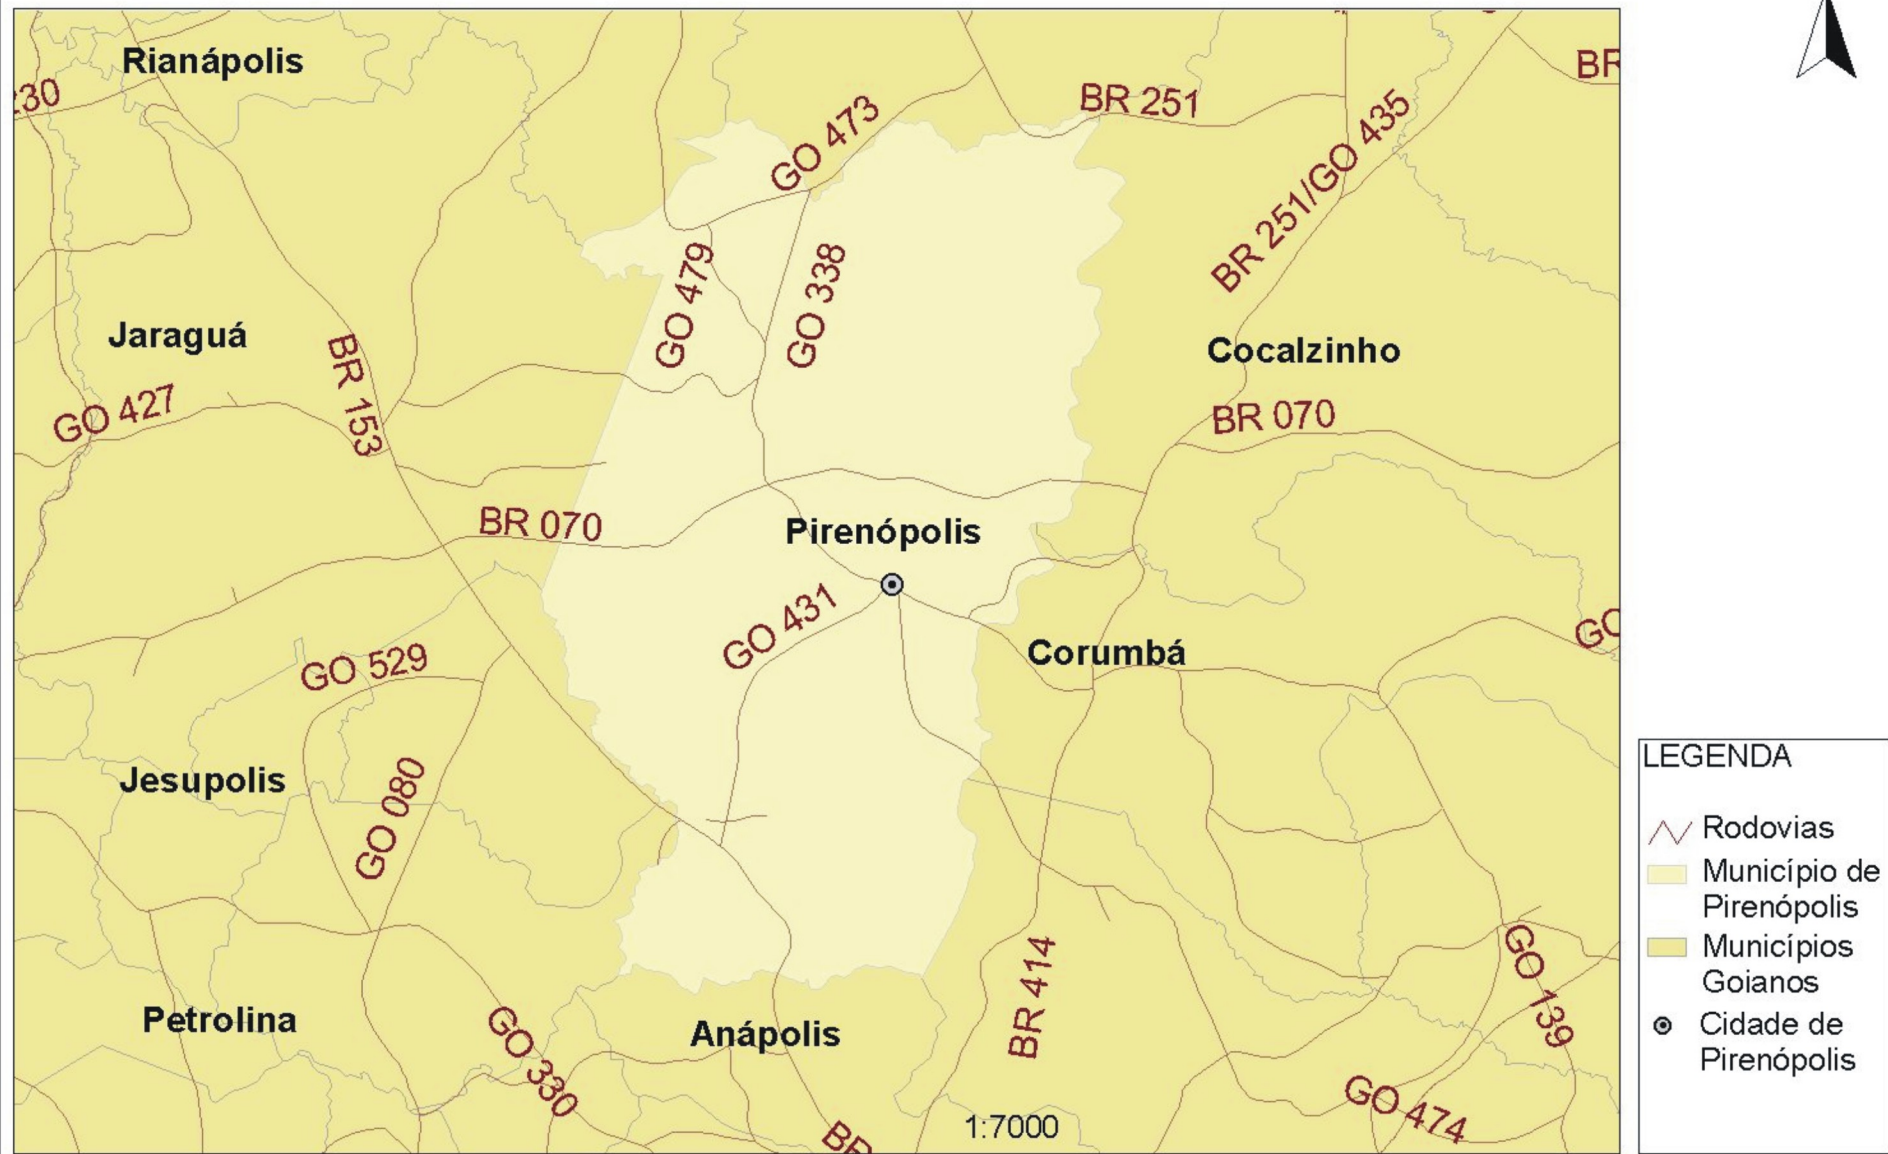 Rianápolis
BR
230
BR 251
GO 473
BR 251/GO 435
GO 479
GO 338
Jaraguá
BR 153
Cocalzinho
GO 427
BR 070
BR 070
Pirenópolis
GO 431
GO
GO 529
Corumbá
Jesupolis
GO 080
GO 139
BR 414
Petrolina
GO 330
Anápolis
GO 474
1:7000
BR
LEGENDA
Rodovias
Município de
Pirenópolis
Municípios
Goianos
Cidade de
Pirenópolis